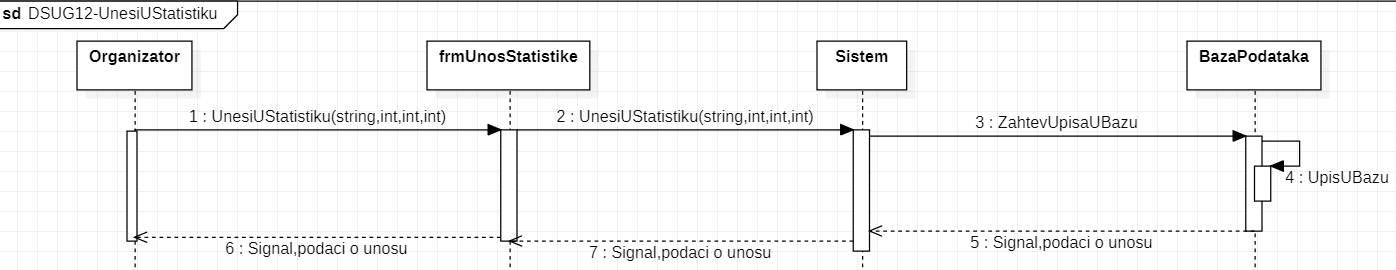 sd DSUG12-UnesiUStatistiku
Organizator
frmUnosStatistike
Sistem
BazaPodataka
1 : UnesiUStatistiku(string,int,int,int)
2 : UnesiUStatistiku(string,int,int,int)
3 : ZahtevUpisaUBazu
4 : UpisUBazu
6 : Signal,podaci o unosu
7 : Signal,podaci o unosu
5 : Signal,podaci o unosu